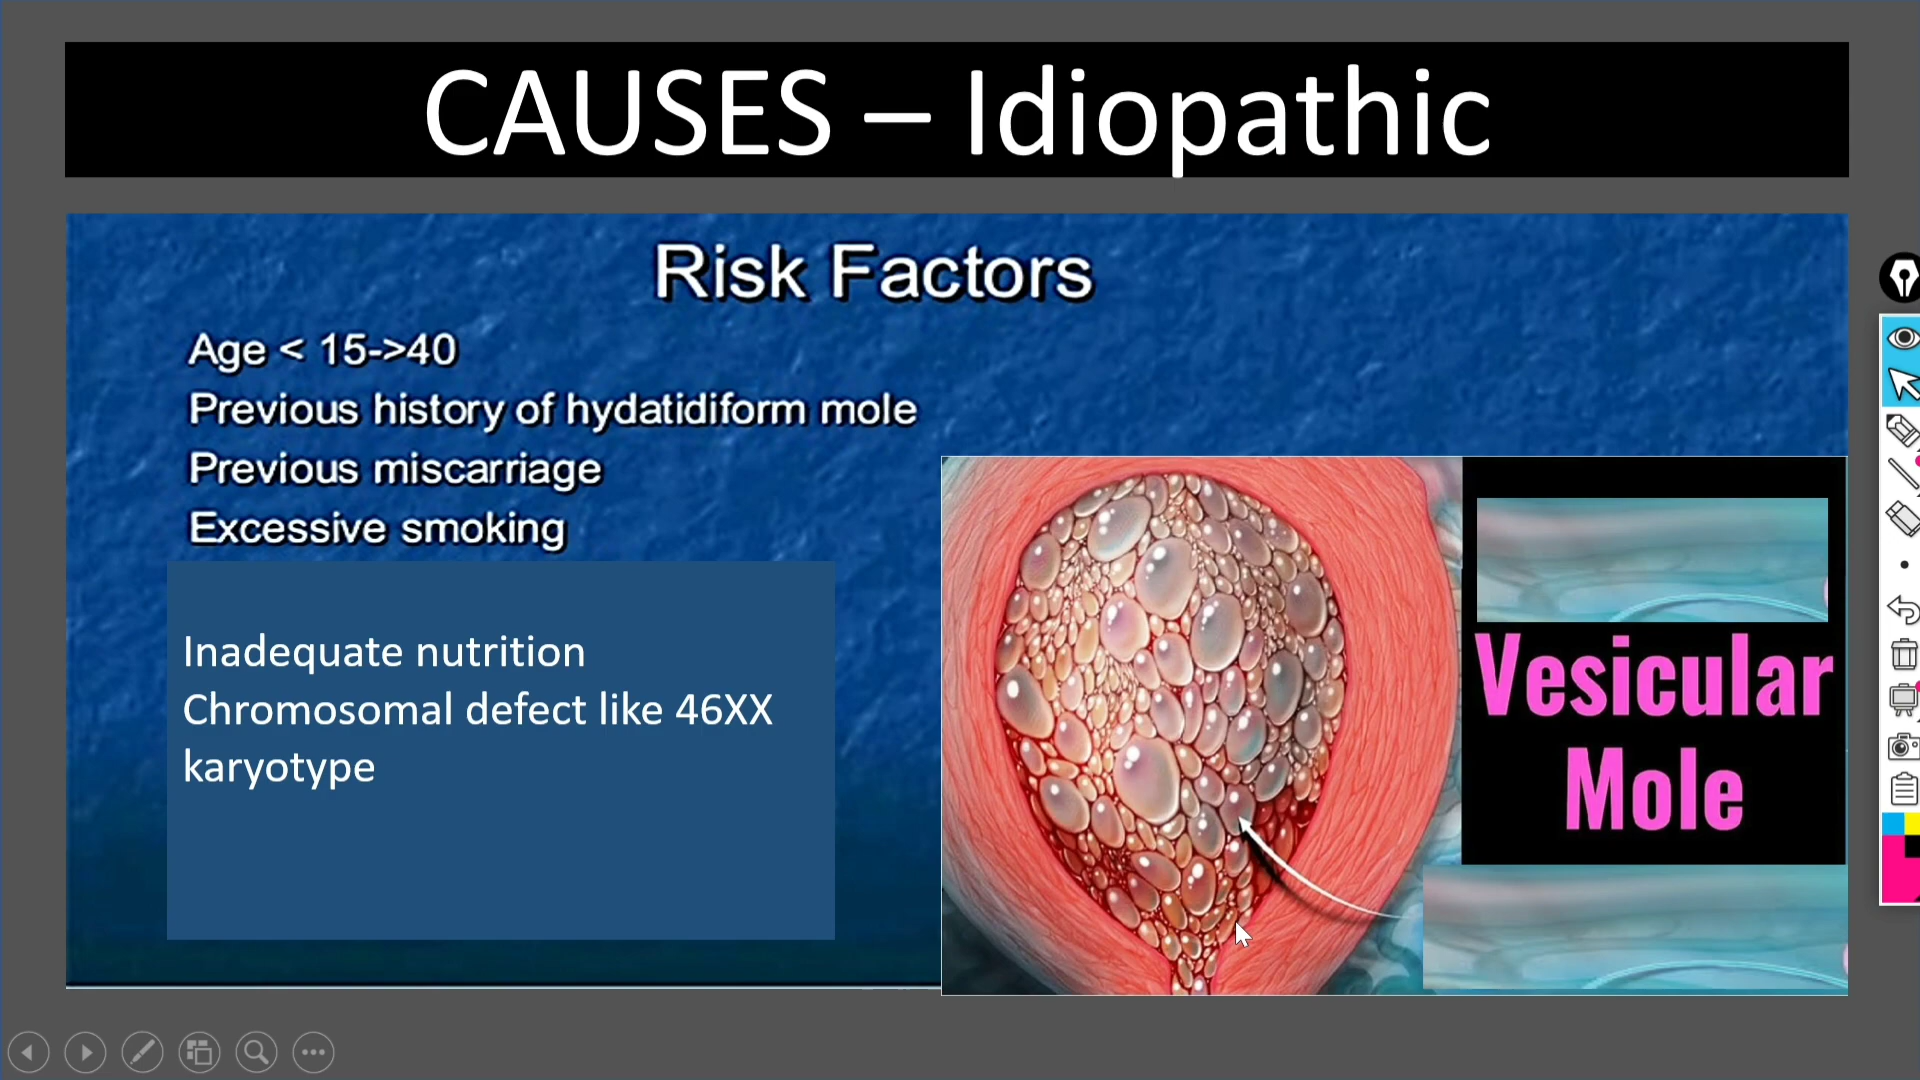 CAUSES – Idiopathic
Risk Factors
Age < 15->40
Previous history of hydatidiform mole
Previous miscarriage
Excessive smoking
Inadequate nutrition
Chromosomal defect like 46XX
karyotype
Vesicular
Mole